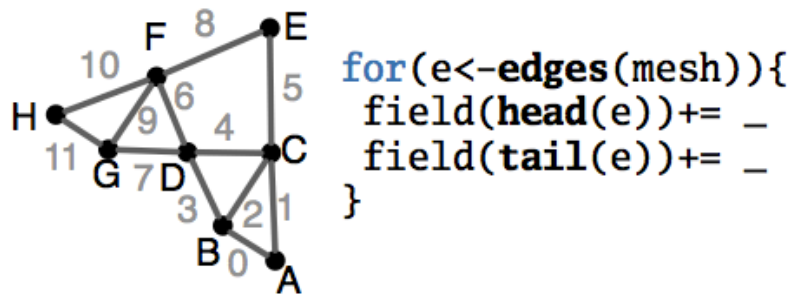 8
E
F
10
5
6
H
9
4
C
11
G
7
D
3
2
1
B
0
A
for(e<-edges(mesh)){
field(head(e))+= _
field(tail(e))+= _
}